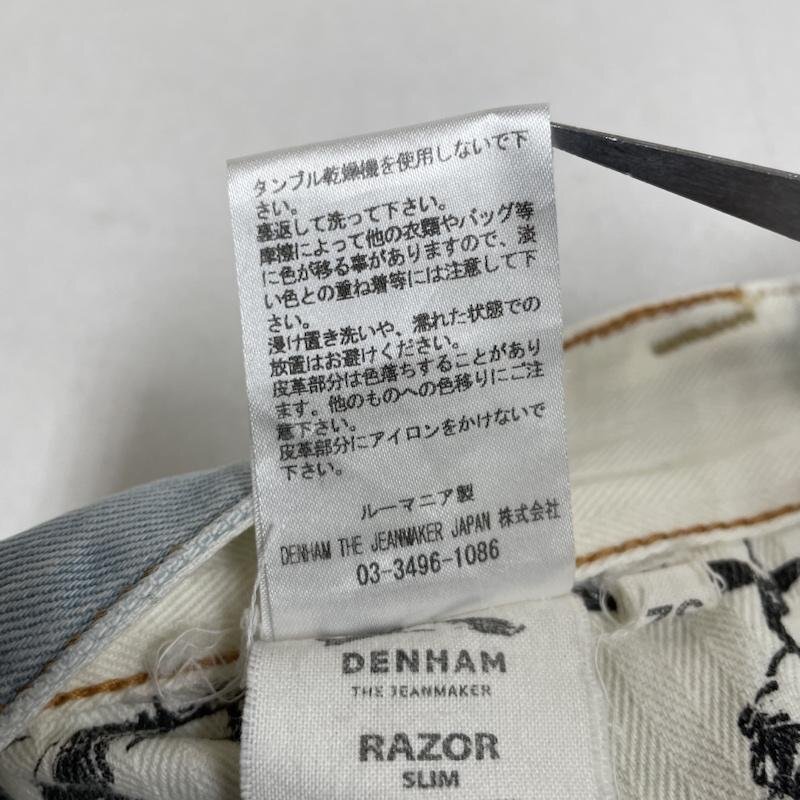 タンブル乾燥機を使用しないで下
さい。
裏返して洗って下さい。
摩擦によって他の衣類やバッグ等
に色が移る事がありますので、淡
い色との重ね着等には注意して下
さい。
浸け置き洗いや、濡れた状態での
放置はお避けください。
皮革部分は色落ちすることがあり
ます。他のものへの色移りにご注
意下さい。
皮革部分にアイロンをかけないで
下さい。
ルーマニア製
DENHAM THE JEANMAKER JAPAN 株式会社
03-3496-1086
DENHAM
THE JEANMAKER
RAZOR
SLIM